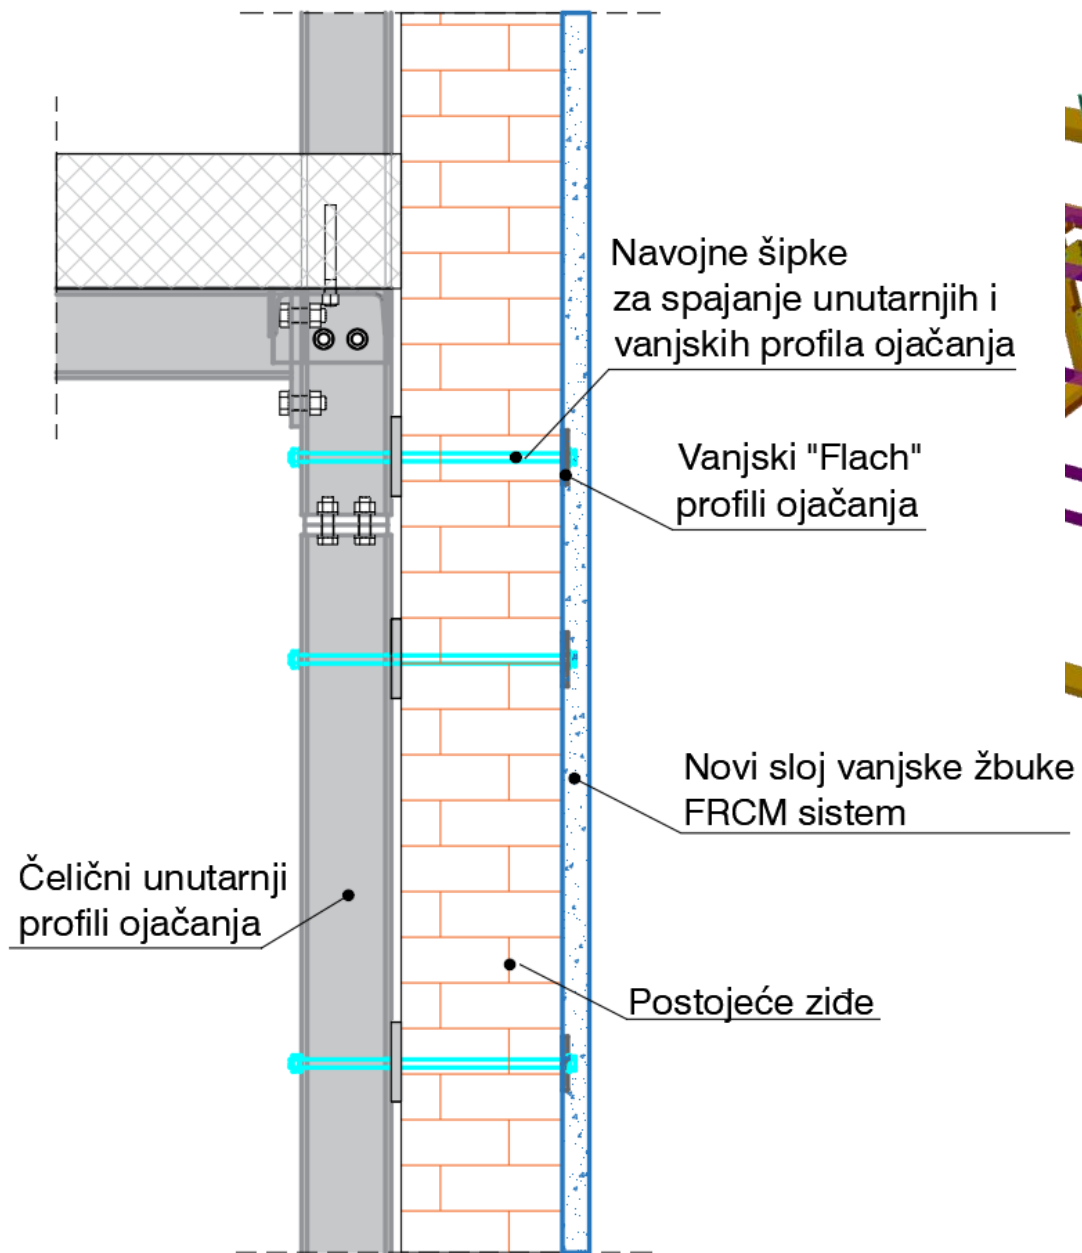 Navojne šipke
za spajanje unutarnjih i
vanjskih profila ojačanja
Vanjski "Flach"
profili ojačanja
Novi sloj vanjske žbuke
FRCM sistem
Čelični unutarnji
profili ojačanja
Postojeće ziđe